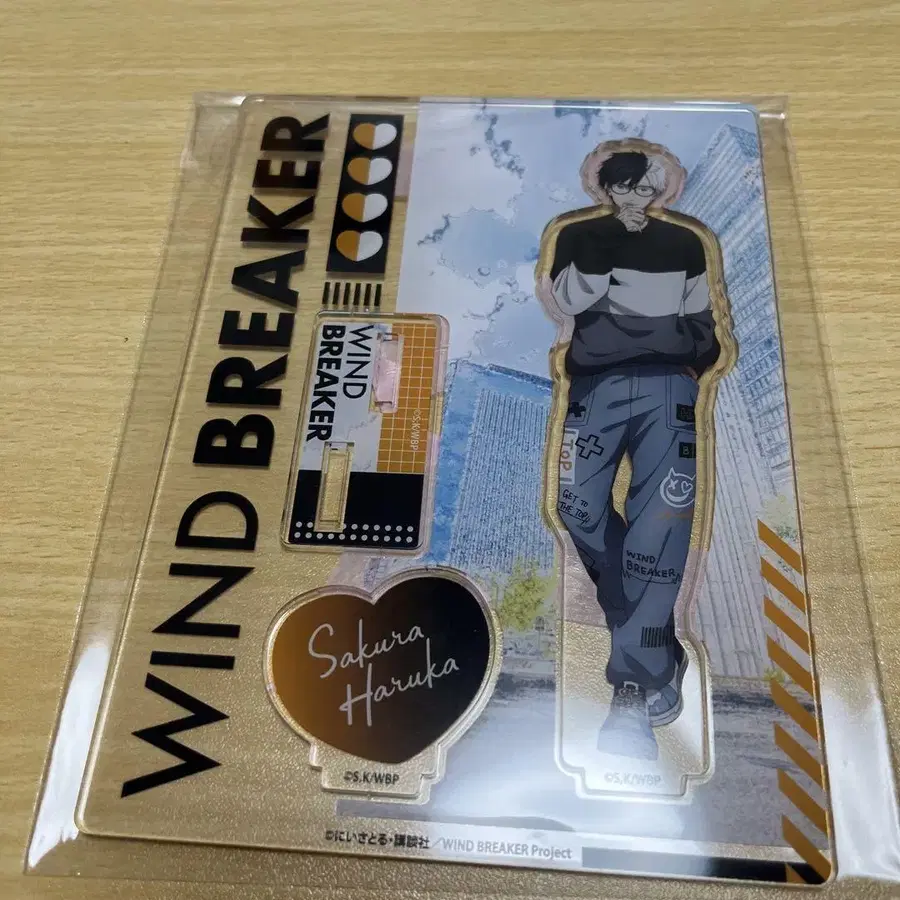 WIND BREAKER
WIND
BREAKER
©S.K/WBP
Sakura
Haruka
©S.K/WBP
TOP
GET TO
THE TOP!
B
WIND
BREAKER
©S.K/WBP
©にいさとる・講談社/WIND BREAKER Project